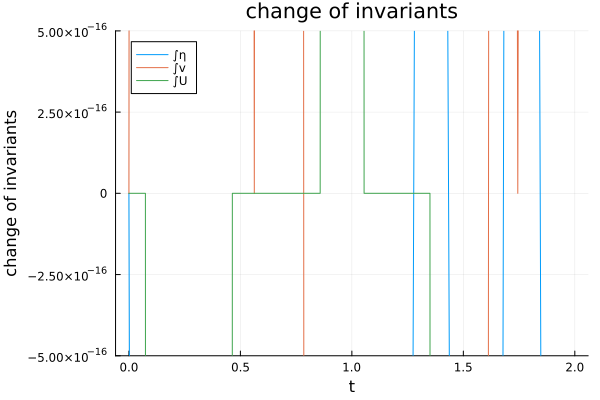 change of invariants
change of invariants
5.00×10⁻¹⁶
2.50×10⁻¹⁶
0
−2.50×10⁻¹⁶
−5.00×10⁻¹⁶
∫η
∫v
∫U
0.0 0.5 1.0 1.5 2.0
t